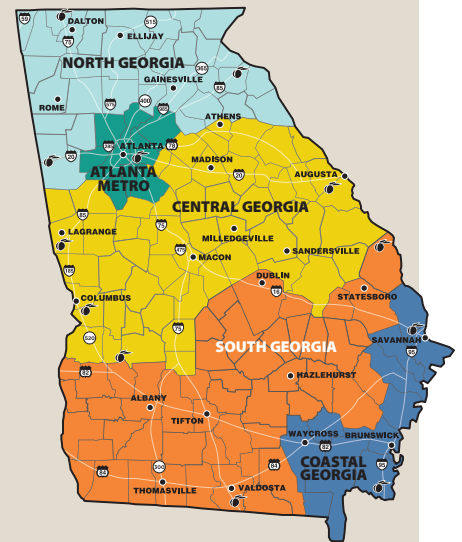 59
DALTON
515
ELLIJAY
75
NORTH GEORGIA
365
GAINESVILLE
85
ROME
575
400
985
ATHENS
285
ATLANTA
78
20
MADISON
ATLANTA
METRO
20
AUGUSTA
CENTRAL GEORGIA
85
LAGRANGE
75
MILLEDGEVILLE
475
MACON
SANDERSVILLE
185
DUBLIN
16
STATESBORO
COLUMBUS
75
520
SAVANNAH
95
SOUTH GEORGIA
82
HAZLEHURST
ALBANY
TIFTON
WAYCROSS
BRUNSWICK
82
COASTAL
GEORGIA
95
84
300
84
THOMASVILLE
VALDOSTA